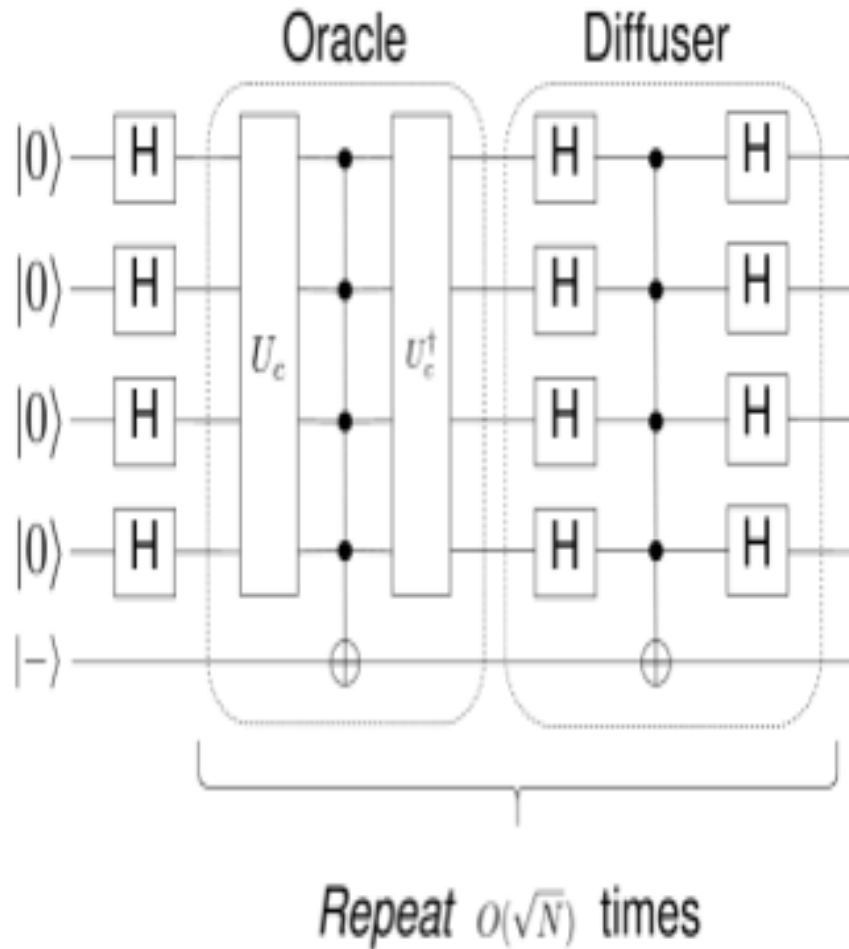 Oracle Diffuser
|0⟩ H H H
|0⟩ H H H
U_c U_c^†
|0⟩ H H H
|0⟩ H H H
|−⟩
Repeat O(√N) times